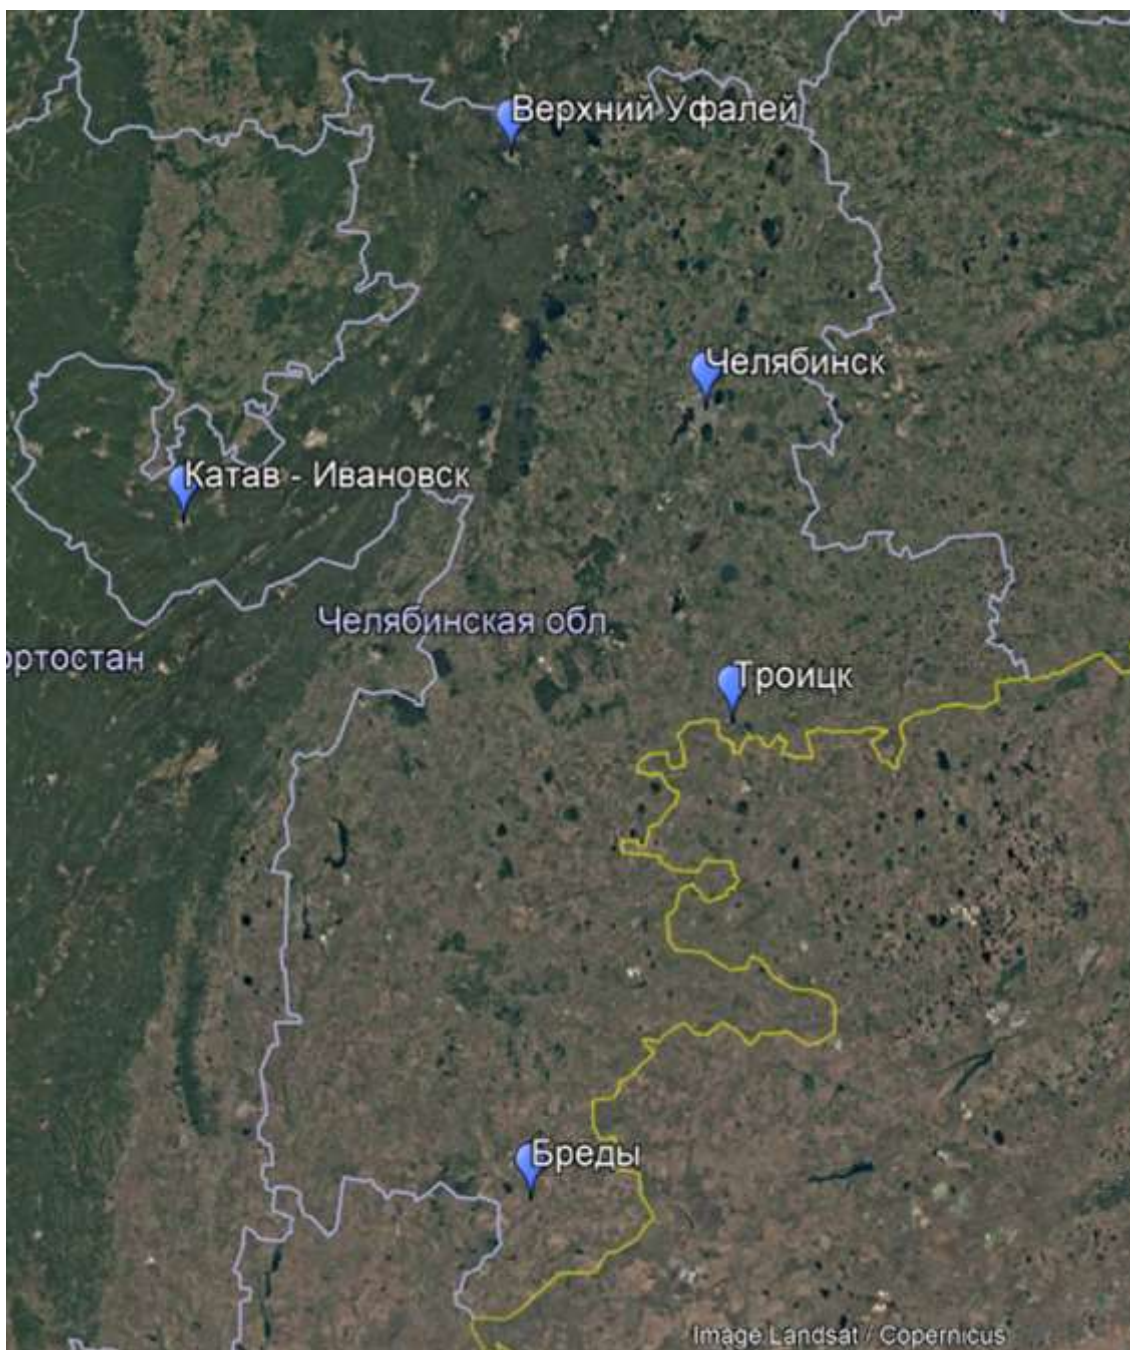 Верхний Уфалей
Челябинск
Катав - Ивановск
Челябинская обл
ортостан
Троицк
Бреды
Image Landsat / Copernicus